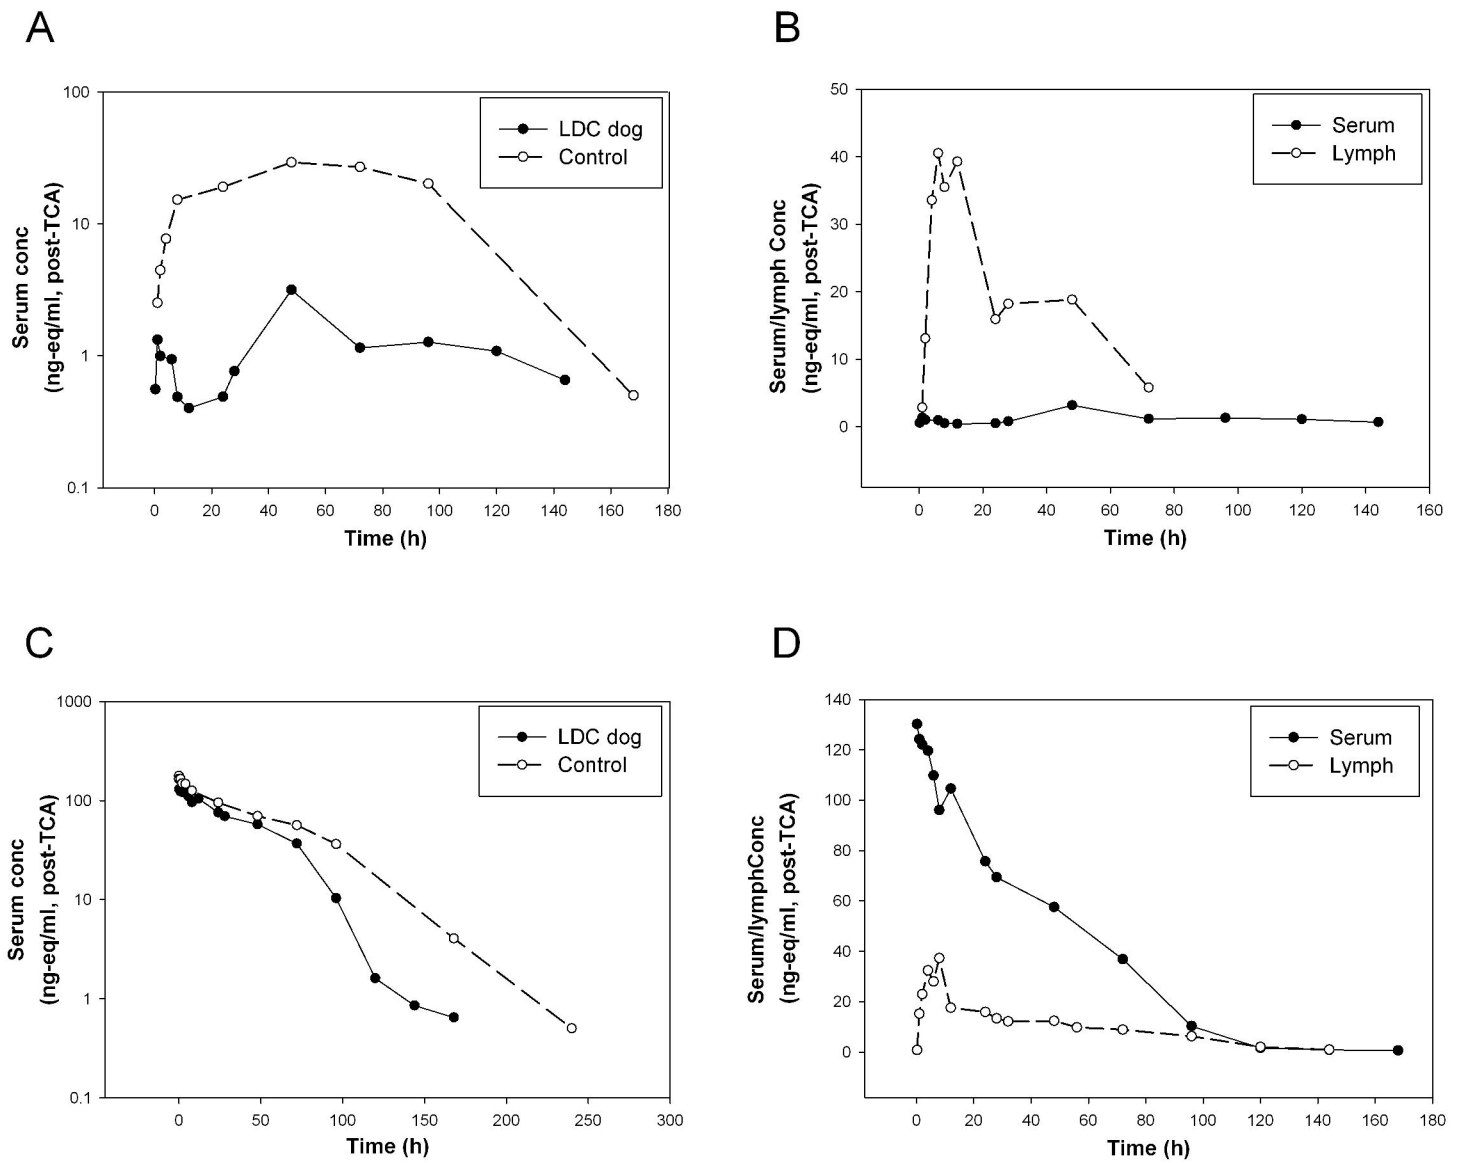 A
100
10
1
0.1
Serum conc
(ng-eq/ml, post-TCA)
LDC dog
Control
0 20 40 60 80 100 120 140 160 180
Time (h)
B
50
40
30
20
10
0
Serum/lymph Conc
(ng-eq/ml, post-TCA)
Serum
Lymph
0 20 40 60 80 100 120 140 160
Time (h)
C
1000
100
10
1
0.1
Serum conc
(ng-eq/ml, post-TCA)
LDC dog
Control
0 50 100 150 200 250 300
Time (h)
D
140
120
100
80
60
40
20
0
Serum/lymphConc
(ng-eq/ml, post-TCA)
Serum
Lymph
0 20 40 60 80 100 120 140 160 180
Time (h)